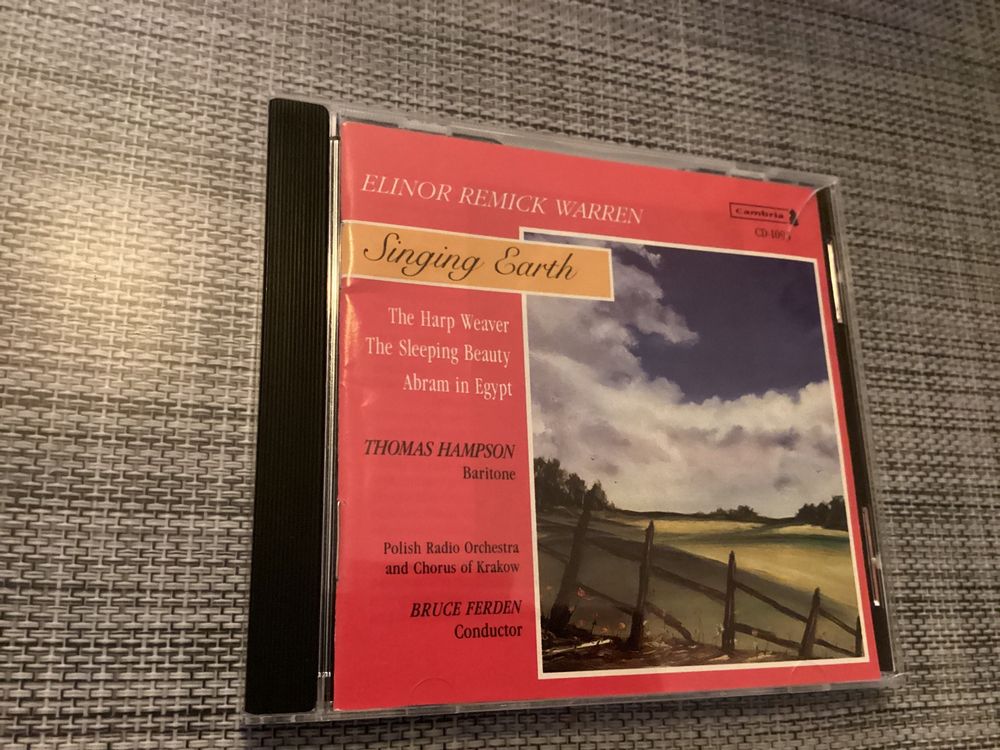 ELINOR REMICK WARREN
cambria
Singing Earth
The Harp Weaver
The Sleeping Beauty
Abram in Egypt
THOMAS HAMPSON
Baritone
Polish Radio Orchestra
and Chorus of Krakow
BRUCE FERDEN
Conductor